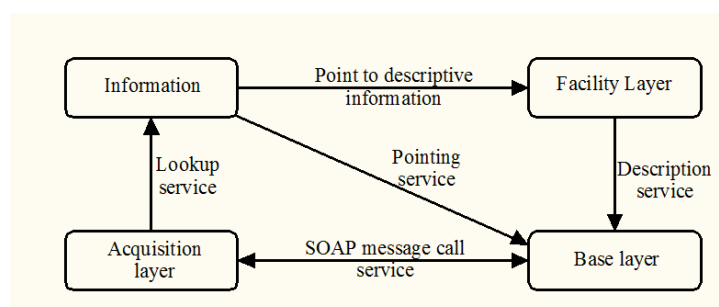 Information
Point to descriptive
information
Facility Layer
Lookup
service
Pointing
service
Description
service
Acquisition
layer
SOAP message call
service
Base layer